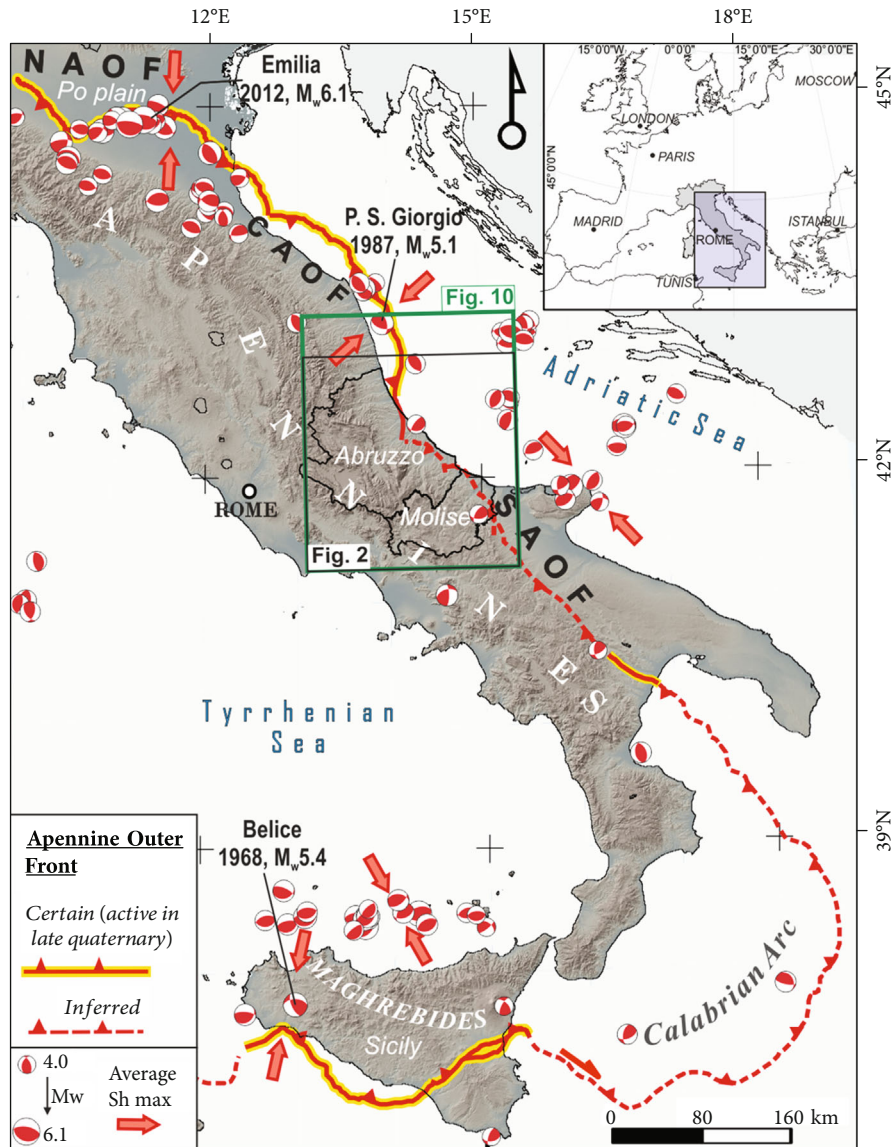 12°E
15°E
18°E
45°N
42°N
39°N
NAOF
Po plain
Emilia
2012, Mw6.1
CAOF
P. S. Giorgio
1987, Mw5.1
Fig. 10
15°0'0"W
0°0'0"
15°0'0"E
30°0'0"E
45°0'0"N
MOSCOW
LONDON
PARIS
MADRID
ROME
ISTANBUL
TUNIS
Adriatic Sea
APENNINES
Abruzzo
Molise
ROME
Fig. 2
SAOF
Tyrrhenian
Sea
Belice
1968, Mw5.4
MAGHREBIDES
Sicily
Calabrian Arc
Apennine Outer
Front
Certain (active in
late quaternary)
Inferred
4.0
Mw
6.1
Average
Sh max
0 80 160 km